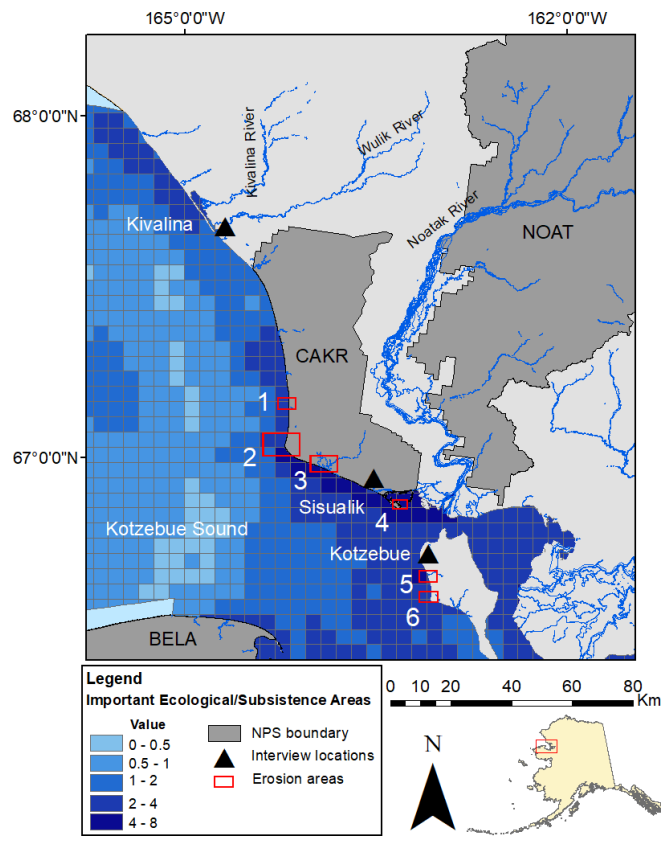 165°0'0"W
162°0'0"W
68°0'0"N
Kivalina River
Wulik River
Noatak River
NOAT
Kivalina
CAKR
1
67°0'0"N
2
3
Sisualik
4
Kotzebue Sound
Kotzebue
5
6
BELA
Legend
Important Ecological/Subsistence Areas
Value
0 - 0.5
0.5 - 1
1 - 2
2 - 4
4 - 8
NPS boundary
Interview locations
Erosion areas
0 5 10 20 40 60 80
Km
N